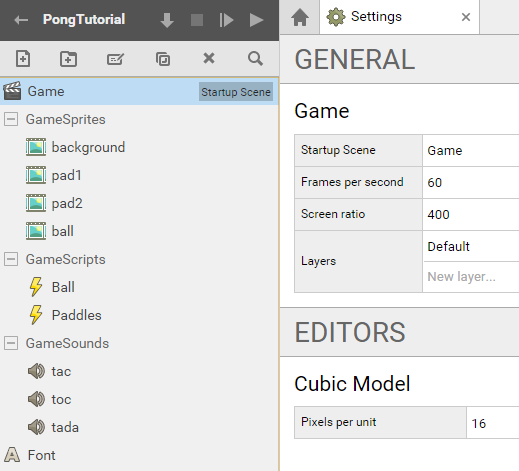 PongTutorial
Game
Startup Scene
GameSprites
background
pad1
pad2
ball
GameScripts
Ball
Paddles
GameSounds
tac
toc
tada
Font
Settings
GENERAL
Game
Startup Scene Game
Frames per second 60
Screen ratio 400
Layers Default
New layer...
EDITORS
Cubic Model
Pixels per unit 16